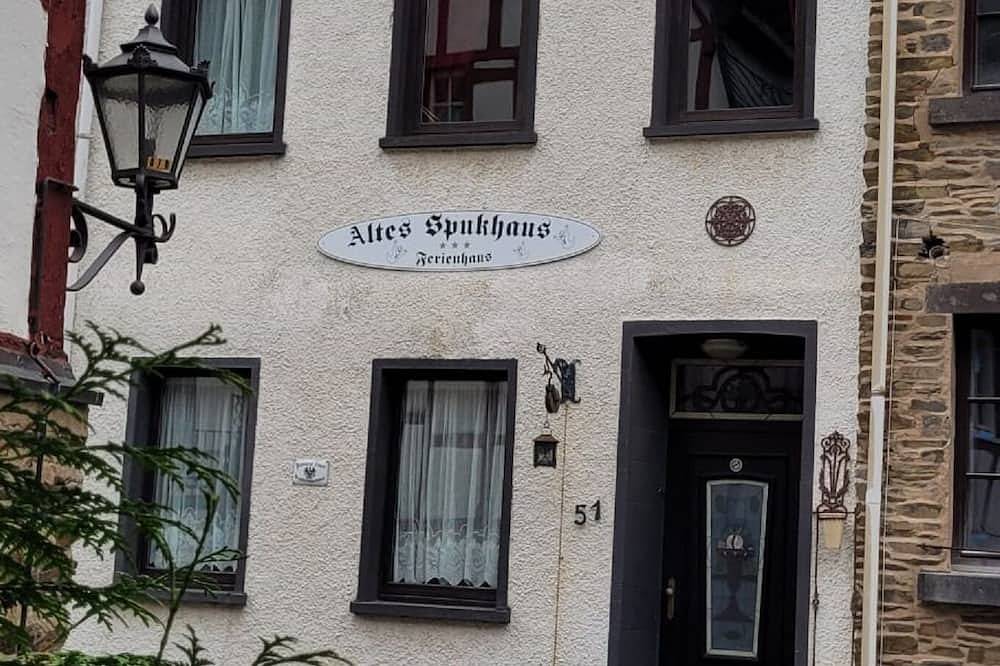 Altes Spukhaus
***
Ferienhaus
51